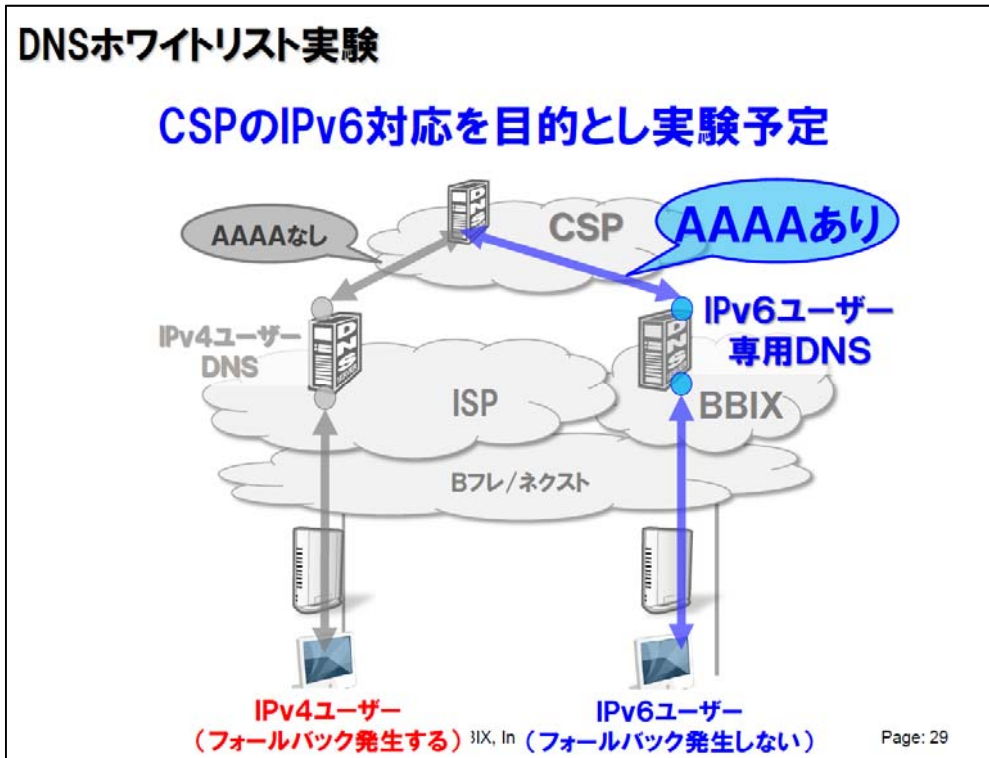 DNSホワイトリスト実験
CSPのIPv6対応を目的とし実験予定
AAAAなし
CSP
AAAAあり
DNS
IPv4ユーザー
DNS
DNS
DNS
IPv6ユーザー
専用DNS
ISP
BBIX
Bフレ/ネクスト
IPv4ユーザー
(フォールバック発生する)
IPv6ユーザー
(フォールバック発生しない)
BIX, In
Page: 29